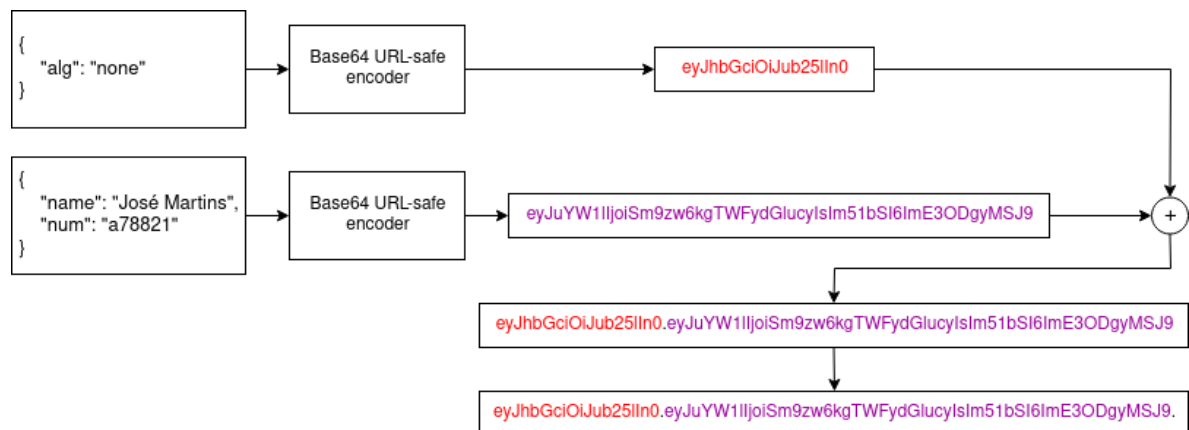 {
"alg": "none"
}
Base64 URL-safe
encoder
eyJhbGciOiJub25lIn0
{
"name": "José Martins",
"num": "a78821"
}
Base64 URL-safe
encoder
eyJuYW1lIjoiSm9zw6kgTWFydGlucyIsIm51bSI6ImE3ODgyMSJ9
+
eyJhbGciOiJub25lIn0.eyJuYW1lIjoiSm9zw6kgTWFydGlucyIsIm51bSI6ImE3ODgyMSJ9
eyJhbGciOiJub25lIn0.eyJuYW1lIjoiSm9zw6kgTWFydGlucyIsIm51bSI6ImE3ODgyMSJ9.